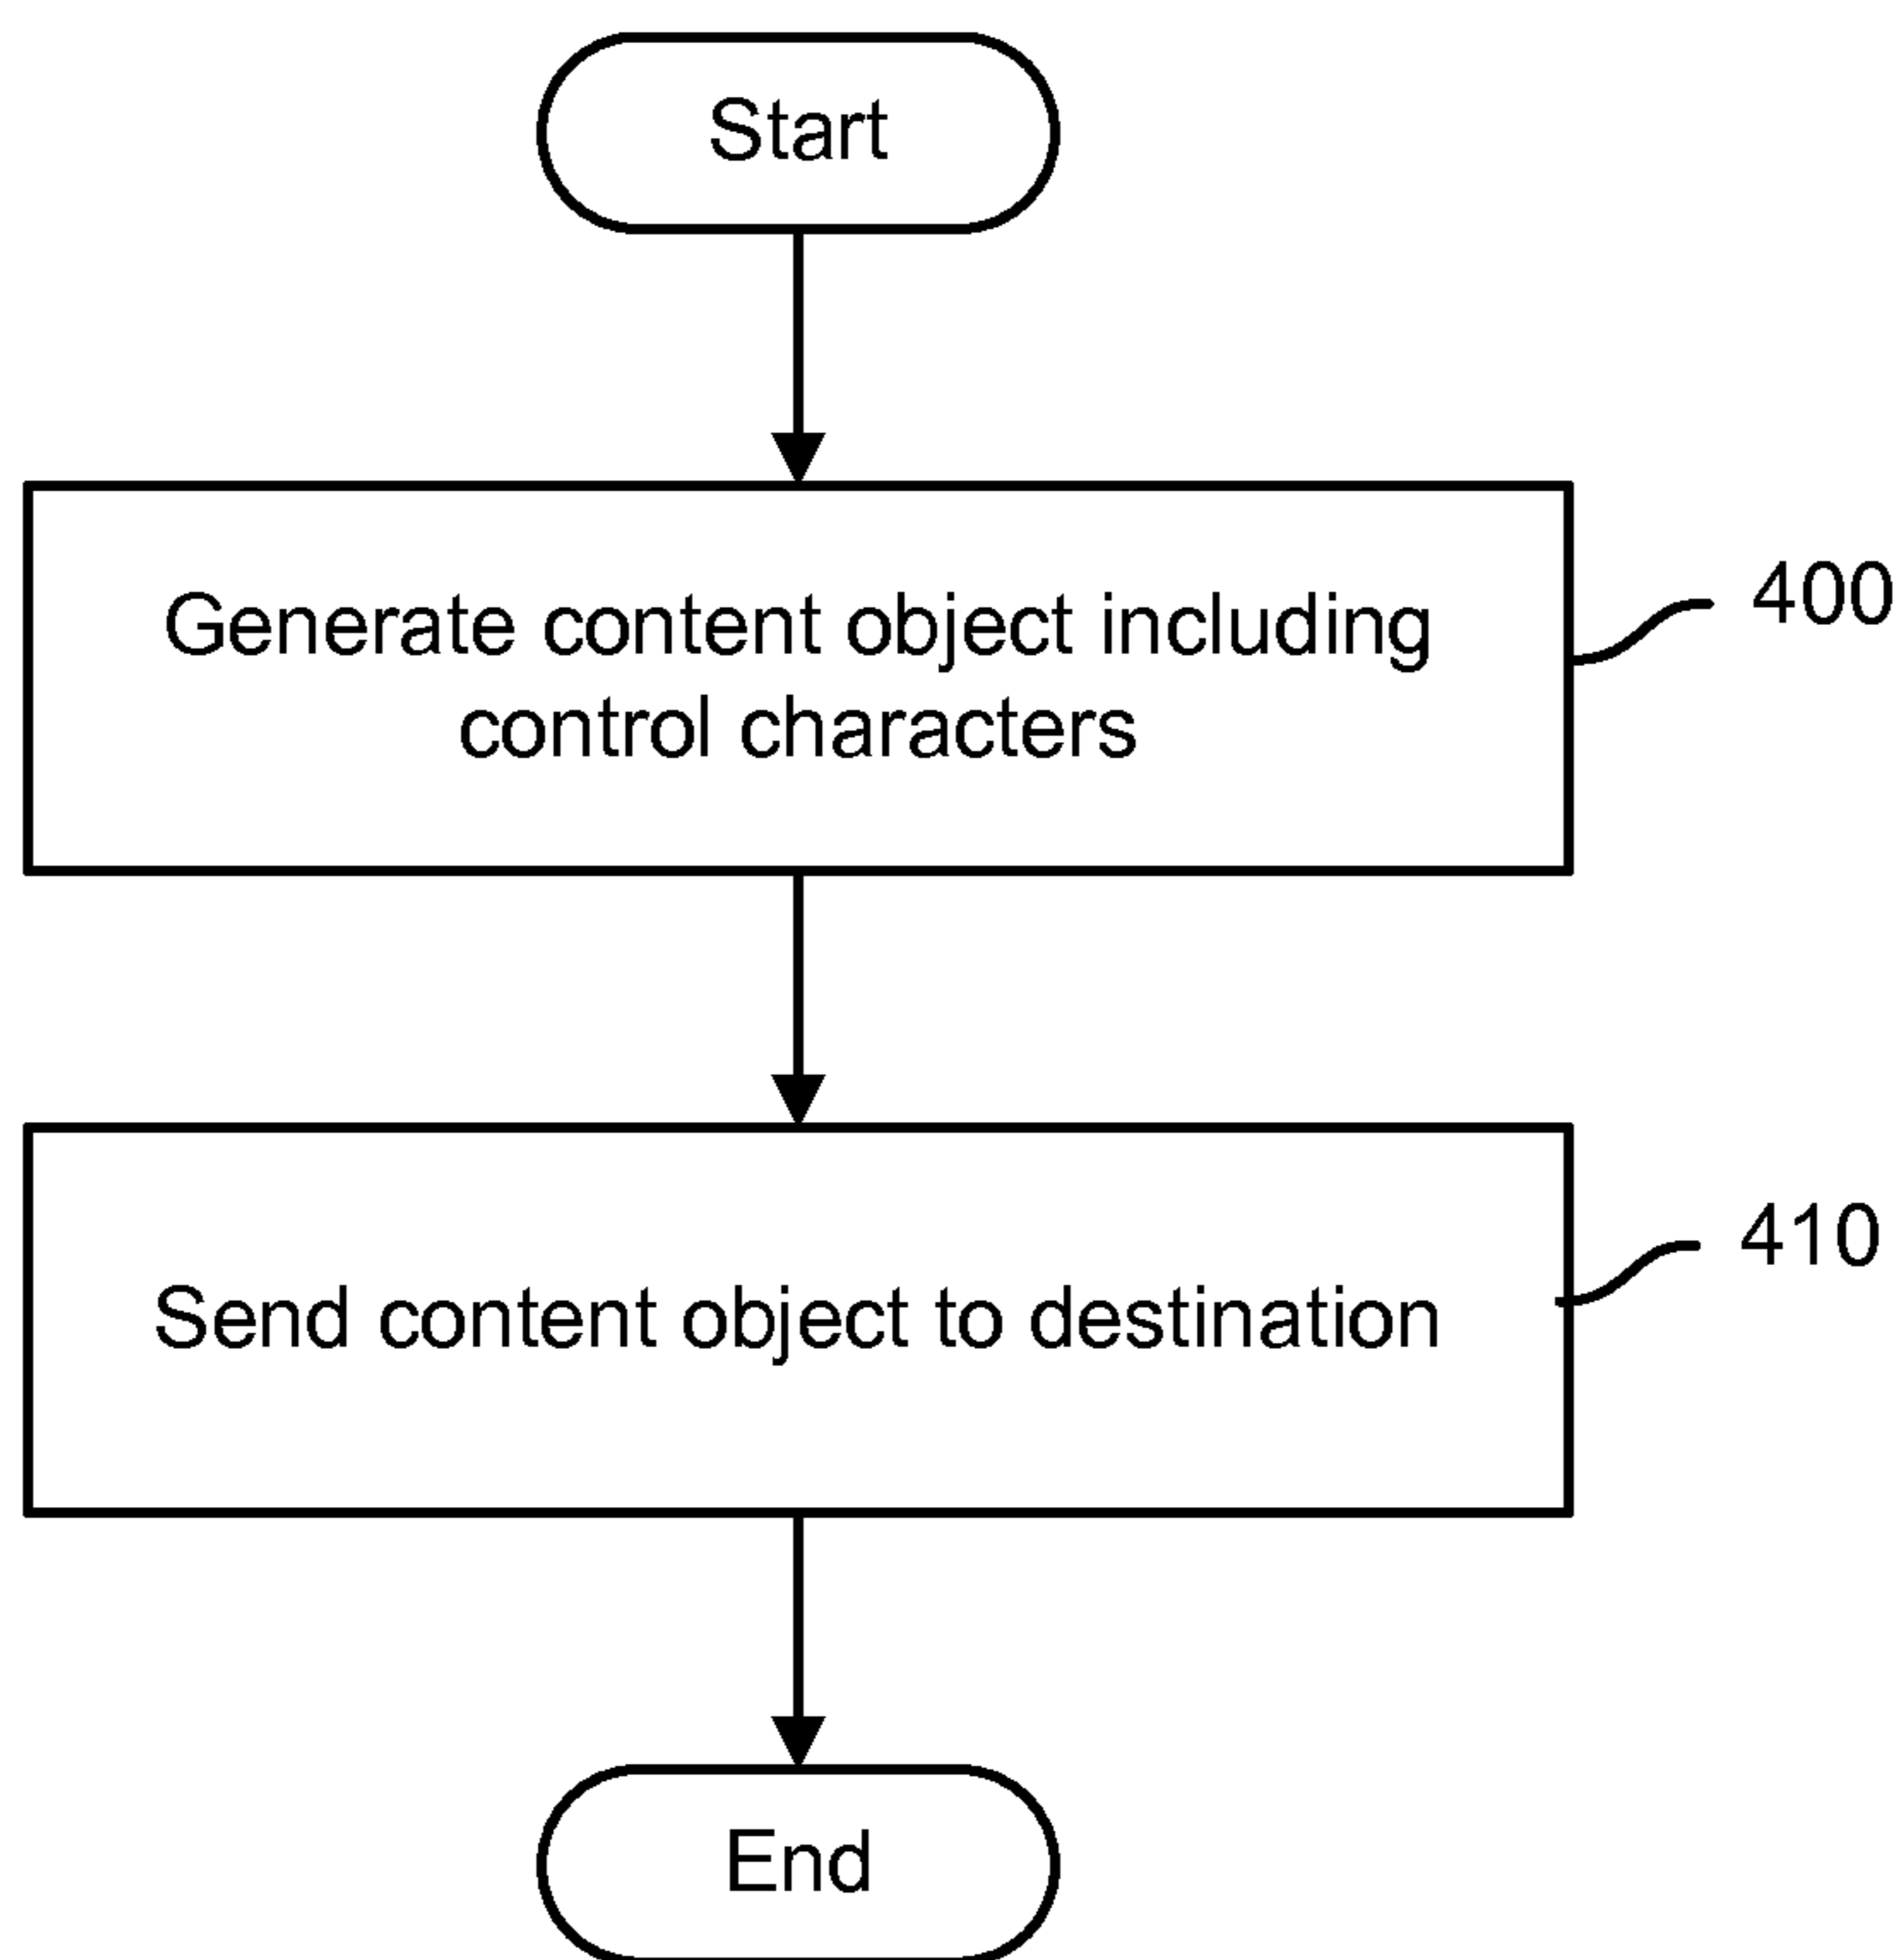 Start
Generate content object including
control characters
400
Send content object to destination
410
End